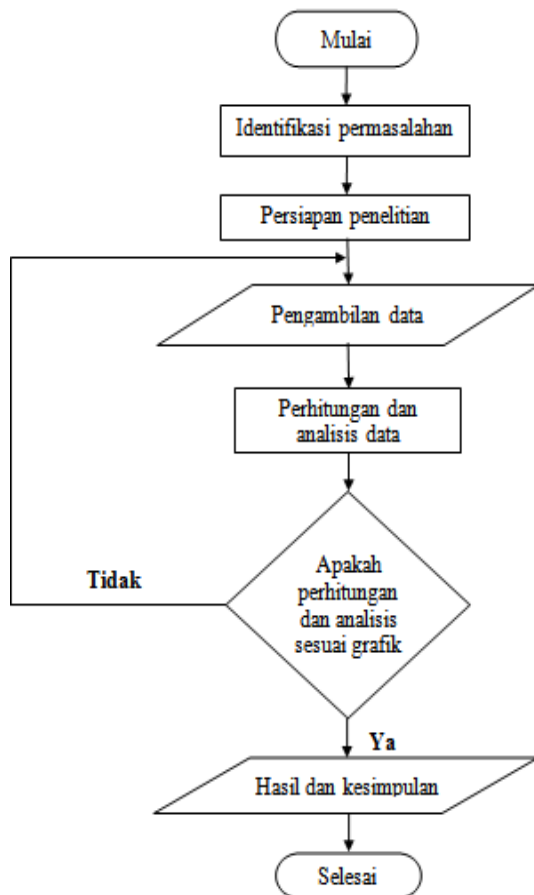 Mulai
Identifikasi permasalahan
Persiapan penelitian
Pengambilan data
Perhitungan dan
analisis data
Apakah
perhitungan
dan analisis
sesuai grafik
Tidak
Ya
Hasil dan kesimpulan
Selesai